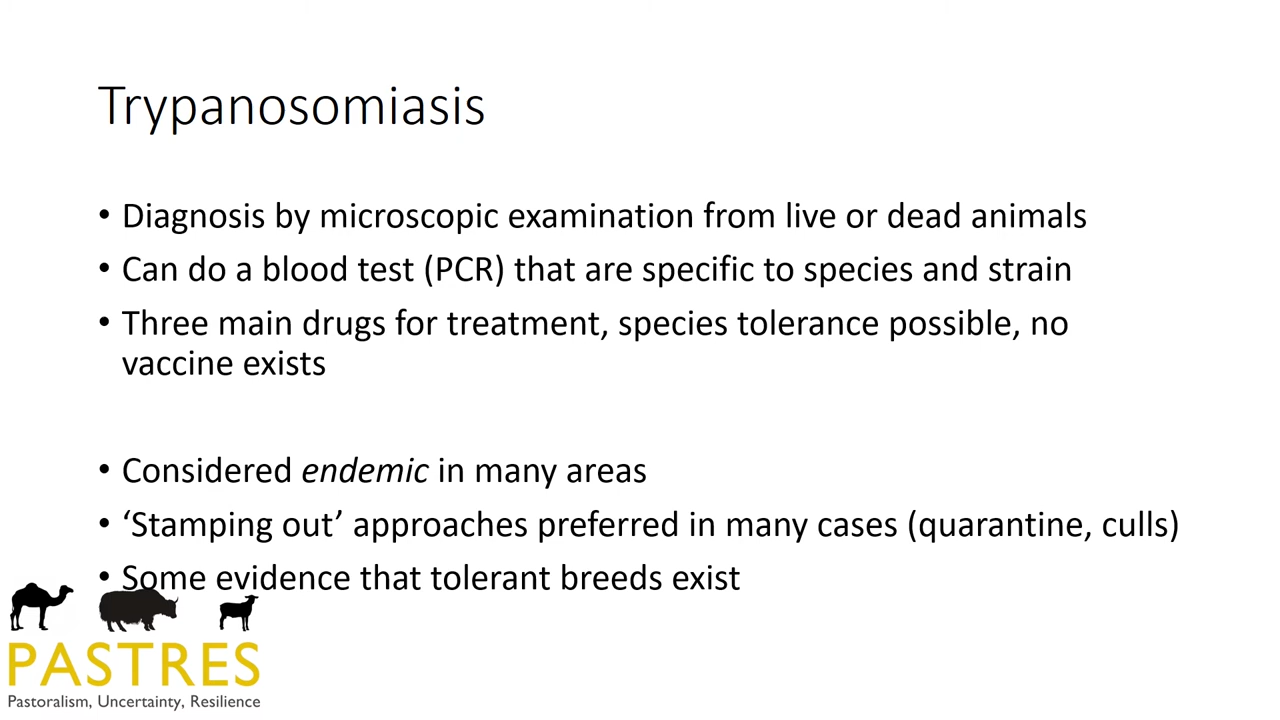 Trypanosomiasis
• Diagnosis by microscopic examination from live or dead animals
• Can do a blood test (PCR) that are specific to species and strain
• Three main drugs for treatment, species tolerance possible, no
vaccine exists
• Considered endemic in many areas
• ‘Stamping out’ approaches preferred in many cases (quarantine, culls)
• Some evidence that tolerant breeds exist
PASTRES
Pastoralism, Uncertainty, Resilience